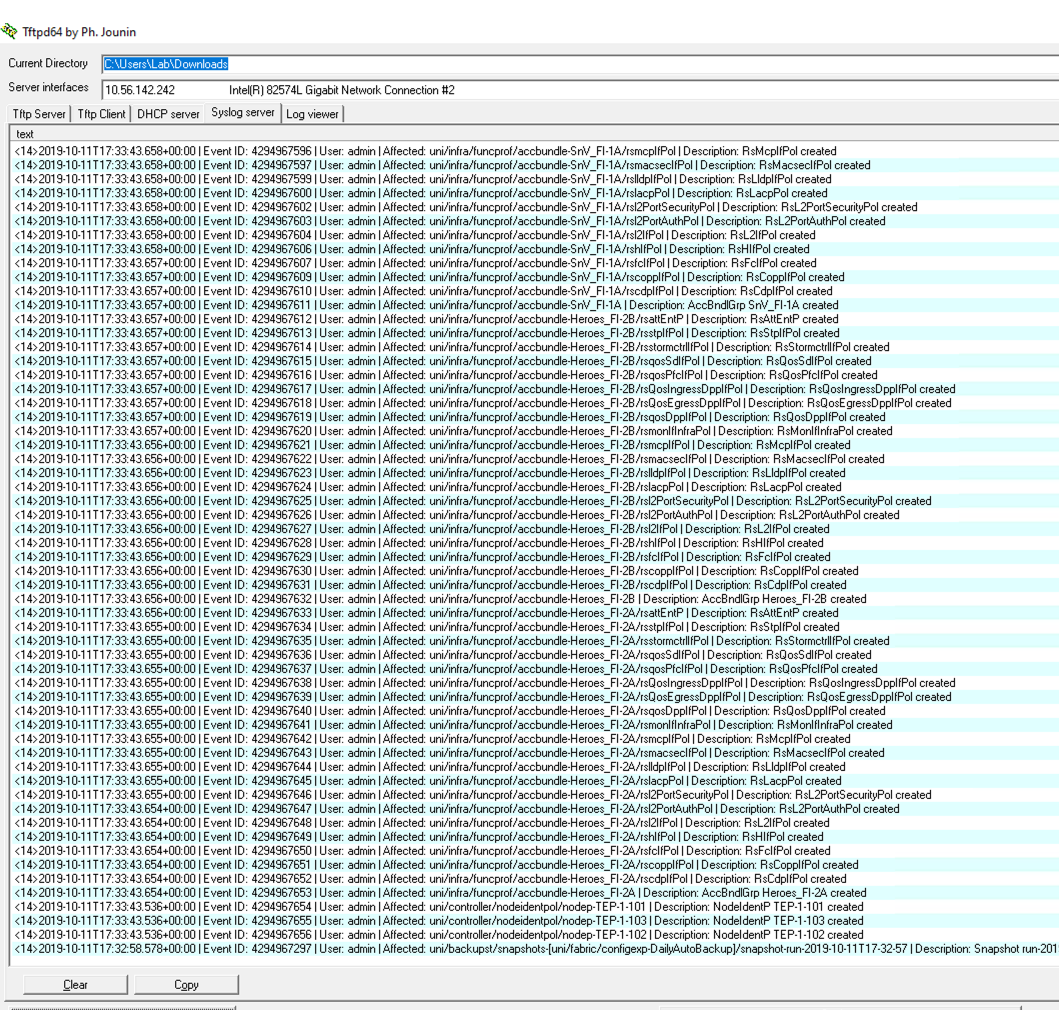 Tftpd64 by Ph. Jounin
Current Directory C:\Users\Lab\Downloads
Server interfaces 10.56.142.242 Intel(R) 82574L Gigabit Network Connection #2
Tftp Server Tftp Client DHCP server Syslog server Log viewer
text
<14>2019-10-11T17:33:43.658+00:00 | Event ID: 4294967596 | User: admin | Affected: uni/infra/funcprof/accbundle-SnV_FI-1A/rsmcpIfPol | Description: RsMcpIfPol created
<14>2019-10-11T17:33:43.658+00:00 | Event ID: 4294967597 | User: admin | Affected: uni/infra/funcprof/accbundle-SnV_FI-1A/rsmacsecIfPol | Description: RsMacsecIfPol created
<14>2019-10-11T17:33:43.658+00:00 | Event ID: 4294967599 | User: admin | Affected: uni/infra/funcprof/accbundle-SnV_FI-1A/rslldpIfPol | Description: RsLldpIfPol created
<14>2019-10-11T17:33:43.658+00:00 | Event ID: 4294967600 | User: admin | Affected: uni/infra/funcprof/accbundle-SnV_FI-1A/rslacpPol | Description: RsLacpPol created
<14>2019-10-11T17:33:43.658+00:00 | Event ID: 4294967602 | User: admin | Affected: uni/infra/funcprof/accbundle-SnV_FI-1A/rsl2PortSecurityPol | Description: RsL2PortSecurityPol created
<14>2019-10-11T17:33:43.658+00:00 | Event ID: 4294967603 | User: admin | Affected: uni/infra/funcprof/accbundle-SnV_FI-1A/rsl2PortAuthPol | Description: RsL2PortAuthPol created
<14>2019-10-11T17:33:43.658+00:00 | Event ID: 4294967604 | User: admin | Affected: uni/infra/funcprof/accbundle-SnV_FI-1A/rsl2IfPol | Description: RsL2IfPol created
<14>2019-10-11T17:33:43.658+00:00 | Event ID: 4294967606 | User: admin | Affected: uni/infra/funcprof/accbundle-SnV_FI-1A/rshIfPol | Description: RsHIfPol created
<14>2019-10-11T17:33:43.657+00:00 | Event ID: 4294967607 | User: admin | Affected: uni/infra/funcprof/accbundle-SnV_FI-1A/rsfcIfPol | Description: RsFcIfPol created
<14>2019-10-11T17:33:43.657+00:00 | Event ID: 4294967609 | User: admin | Affected: uni/infra/funcprof/accbundle-SnV_FI-1A/rscoppIfPol | Description: RsCoppIfPol created
<14>2019-10-11T17:33:43.657+00:00 | Event ID: 4294967610 | User: admin | Affected: uni/infra/funcprof/accbundle-SnV_FI-1A/rscdpIfPol | Description: RsCdpIfPol created
<14>2019-10-11T17:33:43.657+00:00 | Event ID: 4294967611 | User: admin | Affected: uni/infra/funcprof/accbundle-SnV_FI-1A | Description: AccBndlGrp SnV_FI-1A created
<14>2019-10-11T17:33:43.657+00:00 | Event ID: 4294967612 | User: admin | Affected: uni/infra/funcprof/accbundle-Heroes_FI-2B/rsattEntP | Description: RsAttEntP created
<14>2019-10-11T17:33:43.657+00:00 | Event ID: 4294967613 | User: admin | Affected: uni/infra/funcprof/accbundle-Heroes_FI-2B/rsstpIfPol | Description: RsStpIfPol created
<14>2019-10-11T17:33:43.657+00:00 | Event ID: 4294967614 | User: admin | Affected: uni/infra/funcprof/accbundle-Heroes_FI-2B/rsstormctrlIfPol | Description: RsStormctrlIfPol created
<14>2019-10-11T17:33:43.657+00:00 | Event ID: 4294967615 | User: admin | Affected: uni/infra/funcprof/accbundle-Heroes_FI-2B/rsqosSdIfPol | Description: RsQosSdIfPol created
<14>2019-10-11T17:33:43.657+00:00 | Event ID: 4294967616 | User: admin | Affected: uni/infra/funcprof/accbundle-Heroes_FI-2B/rsqosPfcIfPol | Description: RsQosPfcIfPol created
<14>2019-10-11T17:33:43.657+00:00 | Event ID: 4294967617 | User: admin | Affected: uni/infra/funcprof/accbundle-Heroes_FI-2B/rsQosIngressDppIfPol | Description: RsQosIngressDppIfPol created
<14>2019-10-11T17:33:43.657+00:00 | Event ID: 4294967618 | User: admin | Affected: uni/infra/funcprof/accbundle-Heroes_FI-2B/rsQosEgressDppIfPol | Description: RsQosEgressDppIfPol created
<14>2019-10-11T17:33:43.657+00:00 | Event ID: 4294967619 | User: admin | Affected: uni/infra/funcprof/accbundle-Heroes_FI-2B/rsqosDppIfPol | Description: RsQosDppIfPol created
<14>2019-10-11T17:33:43.657+00:00 | Event ID: 4294967620 | User: admin | Affected: uni/infra/funcprof/accbundle-Heroes_FI-2B/rsmonIfInfraPol | Description: RsMonIfInfraPol created
<14>2019-10-11T17:33:43.656+00:00 | Event ID: 4294967621 | User: admin | Affected: uni/infra/funcprof/accbundle-Heroes_FI-2B/rsmcpIfPol | Description: RsMcpIfPol created
<14>2019-10-11T17:33:43.656+00:00 | Event ID: 4294967622 | User: admin | Affected: uni/infra/funcprof/accbundle-Heroes_FI-2B/rsmacsecIfPol | Description: RsMacsecIfPol created
<14>2019-10-11T17:33:43.656+00:00 | Event ID: 4294967623 | User: admin | Affected: uni/infra/funcprof/accbundle-Heroes_FI-2B/rslldpIfPol | Description: RsLldpIfPol created
<14>2019-10-11T17:33:43.656+00:00 | Event ID: 4294967624 | User: admin | Affected: uni/infra/funcprof/accbundle-Heroes_FI-2B/rslacpPol | Description: RsLacpPol created
<14>2019-10-11T17:33:43.656+00:00 | Event ID: 4294967625 | User: admin | Affected: uni/infra/funcprof/accbundle-Heroes_FI-2B/rsl2PortSecurityPol | Description: RsL2PortSecurityPol created
<14>2019-10-11T17:33:43.656+00:00 | Event ID: 4294967626 | User: admin | Affected: uni/infra/funcprof/accbundle-Heroes_FI-2B/rsl2PortAuthPol | Description: RsL2PortAuthPol created
<14>2019-10-11T17:33:43.656+00:00 | Event ID: 4294967627 | User: admin | Affected: uni/infra/funcprof/accbundle-Heroes_FI-2B/rsl2IfPol | Description: RsL2IfPol created
<14>2019-10-11T17:33:43.656+00:00 | Event ID: 4294967628 | User: admin | Affected: uni/infra/funcprof/accbundle-Heroes_FI-2B/rshIfPol | Description: RsHIfPol created
<14>2019-10-11T17:33:43.656+00:00 | Event ID: 4294967629 | User: admin | Affected: uni/infra/funcprof/accbundle-Heroes_FI-2B/rsfcIfPol | Description: RsFcIfPol created
<14>2019-10-11T17:33:43.656+00:00 | Event ID: 4294967630 | User: admin | Affected: uni/infra/funcprof/accbundle-Heroes_FI-2B/rscoppIfPol | Description: RsCoppIfPol created
<14>2019-10-11T17:33:43.656+00:00 | Event ID: 4294967631 | User: admin | Affected: uni/infra/funcprof/accbundle-Heroes_FI-2B/rscdpIfPol | Description: RsCdpIfPol created
<14>2019-10-11T17:33:43.656+00:00 | Event ID: 4294967632 | User: admin | Affected: uni/infra/funcprof/accbundle-Heroes_FI-2B | Description: AccBndlGrp Heroes_FI-2B created
<14>2019-10-11T17:33:43.656+00:00 | Event ID: 4294967633 | User: admin | Affected: uni/infra/funcprof/accbundle-Heroes_FI-2A/rsattEntP | Description: RsAttEntP created
<14>2019-10-11T17:33:43.655+00:00 | Event ID: 4294967634 | User: admin | Affected: uni/infra/funcprof/accbundle-Heroes_FI-2A/rsstpIfPol | Description: RsStpIfPol created
<14>2019-10-11T17:33:43.655+00:00 | Event ID: 4294967635 | User: admin | Affected: uni/infra/funcprof/accbundle-Heroes_FI-2A/rsstormctrlIfPol | Description: RsStormctrlIfPol created
<14>2019-10-11T17:33:43.655+00:00 | Event ID: 4294967636 | User: admin | Affected: uni/infra/funcprof/accbundle-Heroes_FI-2A/rsqosSdIfPol | Description: RsQosSdIfPol created
<14>2019-10-11T17:33:43.655+00:00 | Event ID: 4294967637 | User: admin | Affected: uni/infra/funcprof/accbundle-Heroes_FI-2A/rsqosPfcIfPol | Description: RsQosPfcIfPol created
<14>2019-10-11T17:33:43.655+00:00 | Event ID: 4294967638 | User: admin | Affected: uni/infra/funcprof/accbundle-Heroes_FI-2A/rsQosIngressDppIfPol | Description: RsQosIngressDppIfPol created
<14>2019-10-11T17:33:43.655+00:00 | Event ID: 4294967639 | User: admin | Affected: uni/infra/funcprof/accbundle-Heroes_FI-2A/rsQosEgressDppIfPol | Description: RsQosEgressDppIfPol created
<14>2019-10-11T17:33:43.655+00:00 | Event ID: 4294967640 | User: admin | Affected: uni/infra/funcprof/accbundle-Heroes_FI-2A/rsqosDppIfPol | Description: RsQosDppIfPol created
<14>2019-10-11T17:33:43.655+00:00 | Event ID: 4294967641 | User: admin | Affected: uni/infra/funcprof/accbundle-Heroes_FI-2A/rsmonIfInfraPol | Description: RsMonIfInfraPol created
<14>2019-10-11T17:33:43.655+00:00 | Event ID: 4294967642 | User: admin | Affected: uni/infra/funcprof/accbundle-Heroes_FI-2A/rsmcpIfPol | Description: RsMcpIfPol created
<14>2019-10-11T17:33:43.655+00:00 | Event ID: 4294967643 | User: admin | Affected: uni/infra/funcprof/accbundle-Heroes_FI-2A/rsmacsecIfPol | Description: RsMacsecIfPol created
<14>2019-10-11T17:33:43.655+00:00 | Event ID: 4294967644 | User: admin | Affected: uni/infra/funcprof/accbundle-Heroes_FI-2A/rslldpIfPol | Description: RsLldpIfPol created
<14>2019-10-11T17:33:43.655+00:00 | Event ID: 4294967645 | User: admin | Affected: uni/infra/funcprof/accbundle-Heroes_FI-2A/rslacpPol | Description: RsLacpPol created
<14>2019-10-11T17:33:43.655+00:00 | Event ID: 4294967646 | User: admin | Affected: uni/infra/funcprof/accbundle-Heroes_FI-2A/rsl2PortSecurityPol | Description: RsL2PortSecurityPol created
<14>2019-10-11T17:33:43.654+00:00 | Event ID: 4294967647 | User: admin | Affected: uni/infra/funcprof/accbundle-Heroes_FI-2A/rsl2PortAuthPol | Description: RsL2PortAuthPol created
<14>2019-10-11T17:33:43.654+00:00 | Event ID: 4294967648 | User: admin | Affected: uni/infra/funcprof/accbundle-Heroes_FI-2A/rsl2IfPol | Description: RsL2IfPol created
<14>2019-10-11T17:33:43.654+00:00 | Event ID: 4294967649 | User: admin | Affected: uni/infra/funcprof/accbundle-Heroes_FI-2A/rshIfPol | Description: RsHIfPol created
<14>2019-10-11T17:33:43.654+00:00 | Event ID: 4294967650 | User: admin | Affected: uni/infra/funcprof/accbundle-Heroes_FI-2A/rsfcIfPol | Description: RsFcIfPol created
<14>2019-10-11T17:33:43.654+00:00 | Event ID: 4294967651 | User: admin | Affected: uni/infra/funcprof/accbundle-Heroes_FI-2A/rscoppIfPol | Description: RsCoppIfPol created
<14>2019-10-11T17:33:43.654+00:00 | Event ID: 4294967652 | User: admin | Affected: uni/infra/funcprof/accbundle-Heroes_FI-2A/rscdpIfPol | Description: RsCdpIfPol created
<14>2019-10-11T17:33:43.654+00:00 | Event ID: 4294967653 | User: admin | Affected: uni/infra/funcprof/accbundle-Heroes_FI-2A | Description: AccBndlGrp Heroes_FI-2A created
<14>2019-10-11T17:33:43.536+00:00 | Event ID: 4294967654 | User: admin | Affected: uni/controller/nodeidentpol/nodep-TEP-1-101 | Description: NodeIdentP TEP-1-101 created
<14>2019-10-11T17:33:43.536+00:00 | Event ID: 4294967655 | User: admin | Affected: uni/controller/nodeidentpol/nodep-TEP-1-103 | Description: NodeIdentP TEP-1-103 created
<14>2019-10-11T17:33:43.536+00:00 | Event ID: 4294967656 | User: admin | Affected: uni/controller/nodeidentpol/nodep-TEP-1-102 | Description: NodeIdentP TEP-1-102 created
<14>2019-10-11T17:32:58.578+00:00 | Event ID: 4294967297 | User: admin | Affected: uni/backupst/snapshots-[uni/fabric/configexp-DailyAutoBackup]/snapshot-run-2019-10-11T17-32-57 | Description: Snapshot run-201
Clear Copy